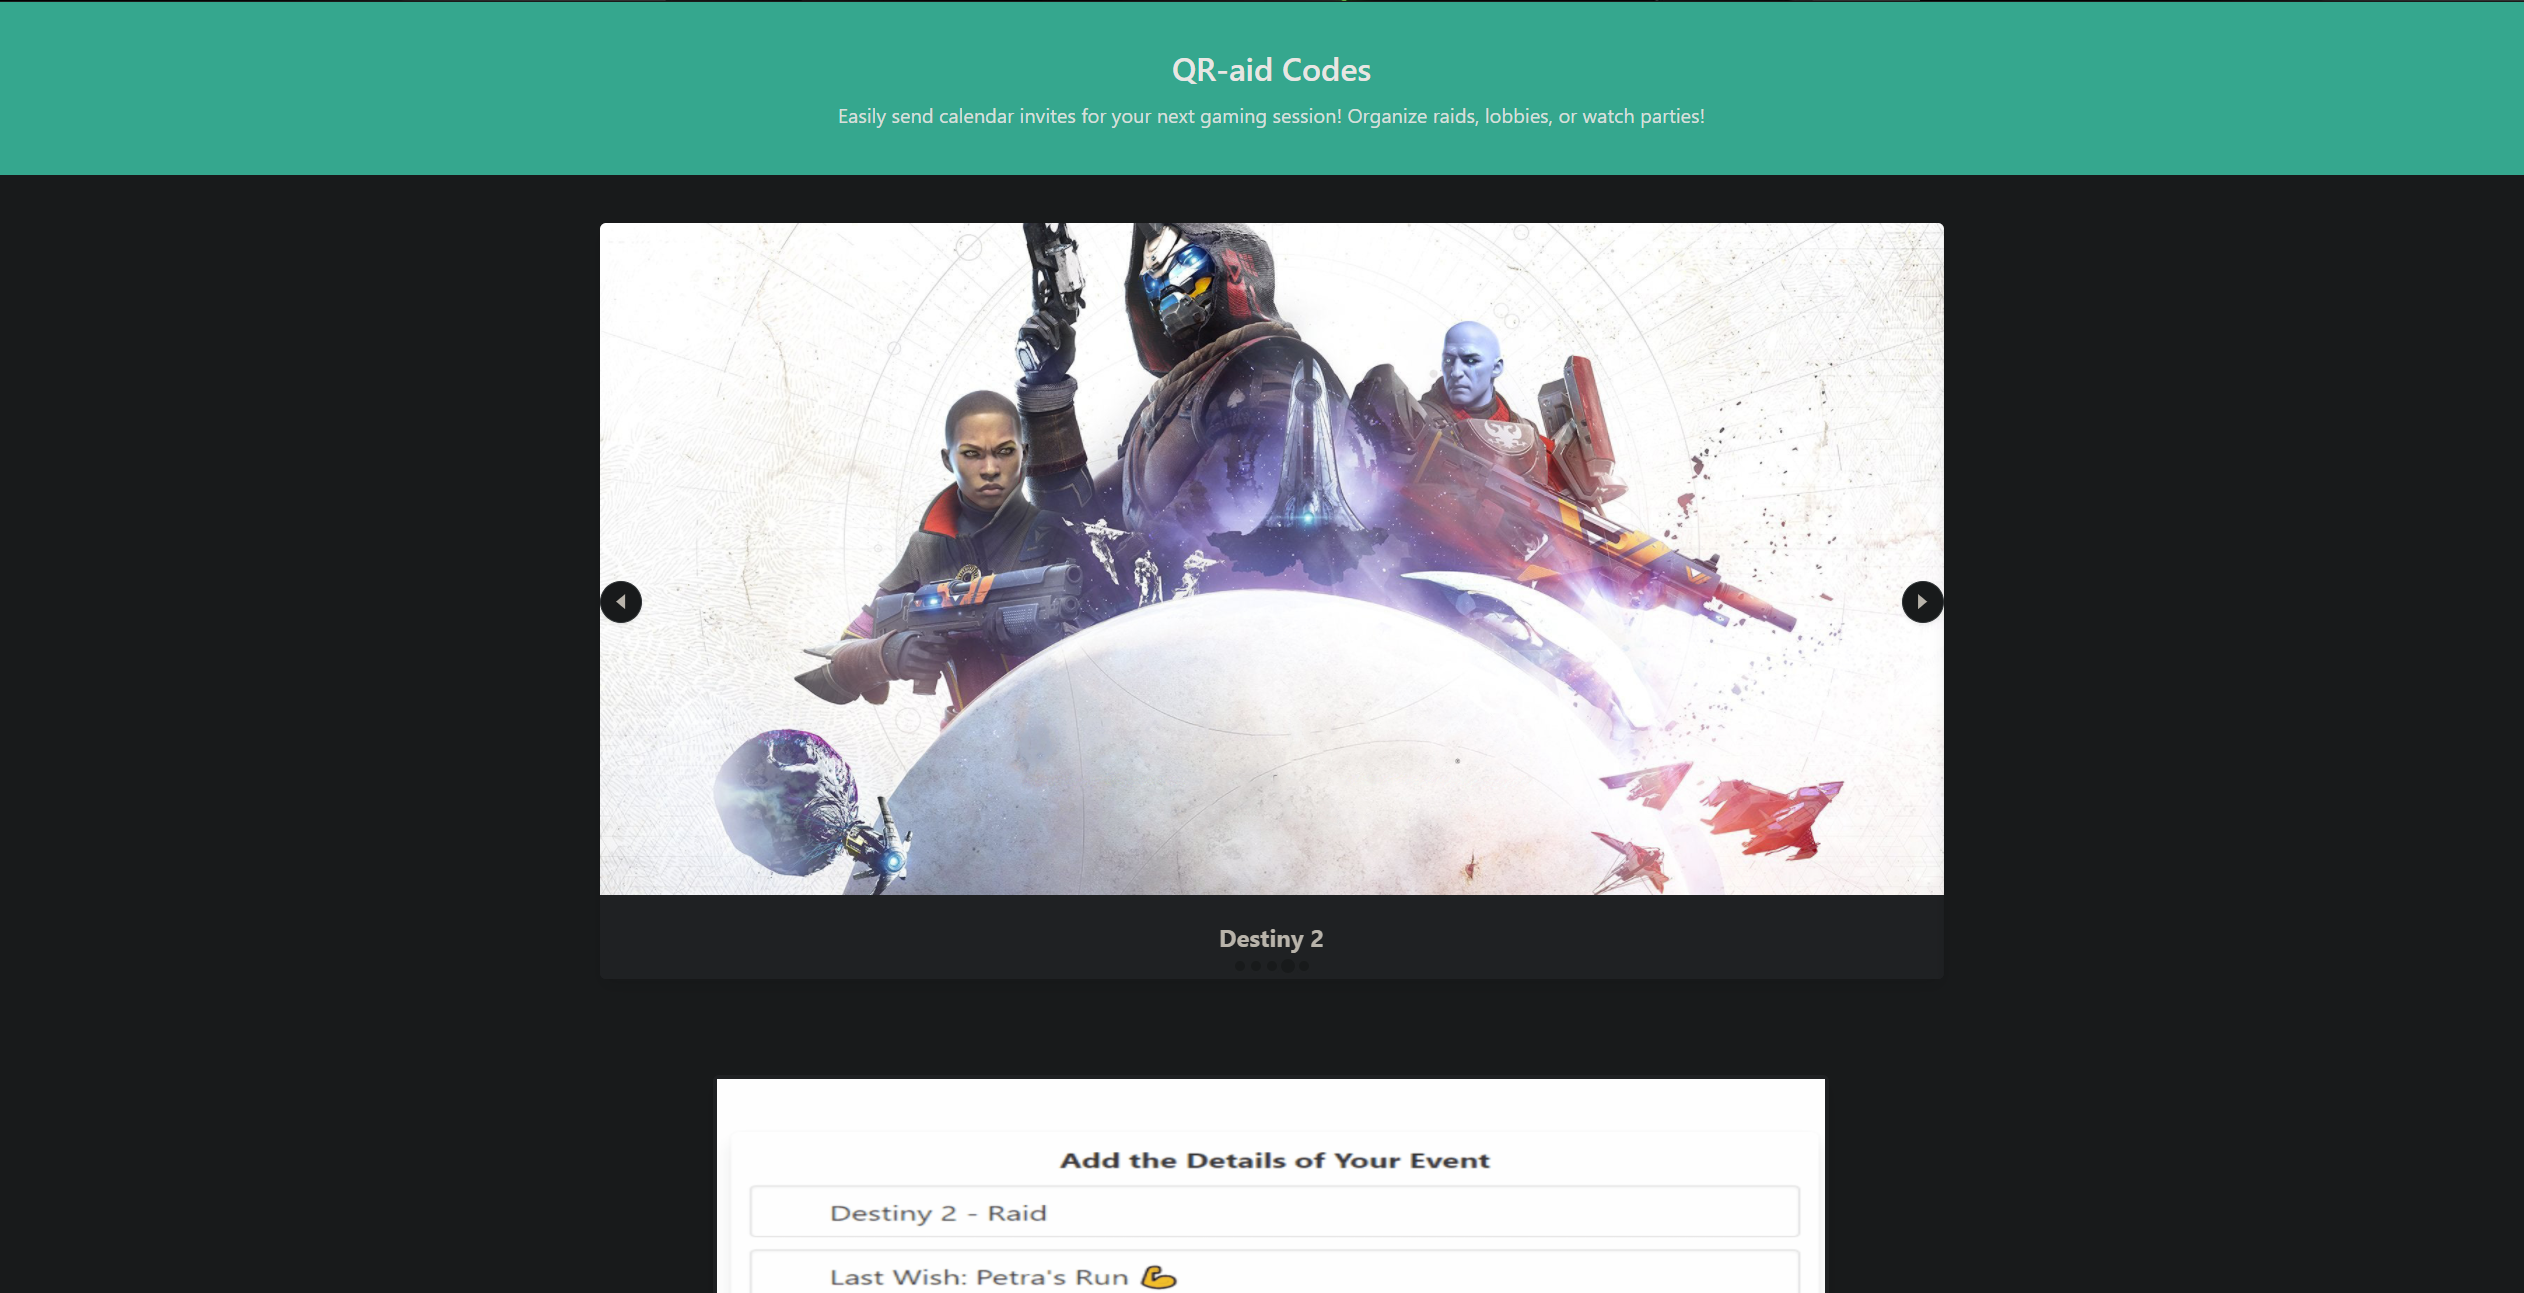 QR-aid Codes
Easily send calendar invites for your next gaming session! Organize raids, lobbies, or watch parties!
Destiny 2
Add the Details of Your Event
Destiny 2 - Raid
Last Wish: Petra's Run 💪